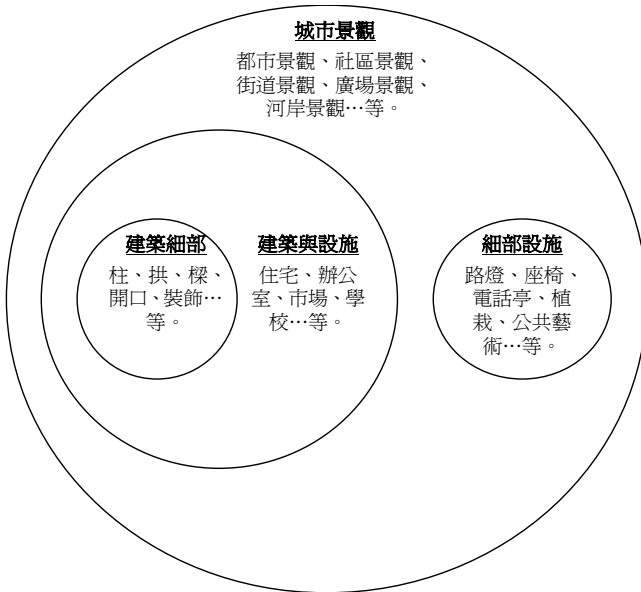 城市景觀
都市景觀、社區景觀、
街道景觀、廣場景觀、
河岸景觀…等。
建築細部
柱、拱、樑、
開口、裝飾…
等。
建築與設施
住宅、辦公
室、市場、學
校…等。
細部設施
路燈、座椅、
電話亭、植
栽、公共藝
術…等。